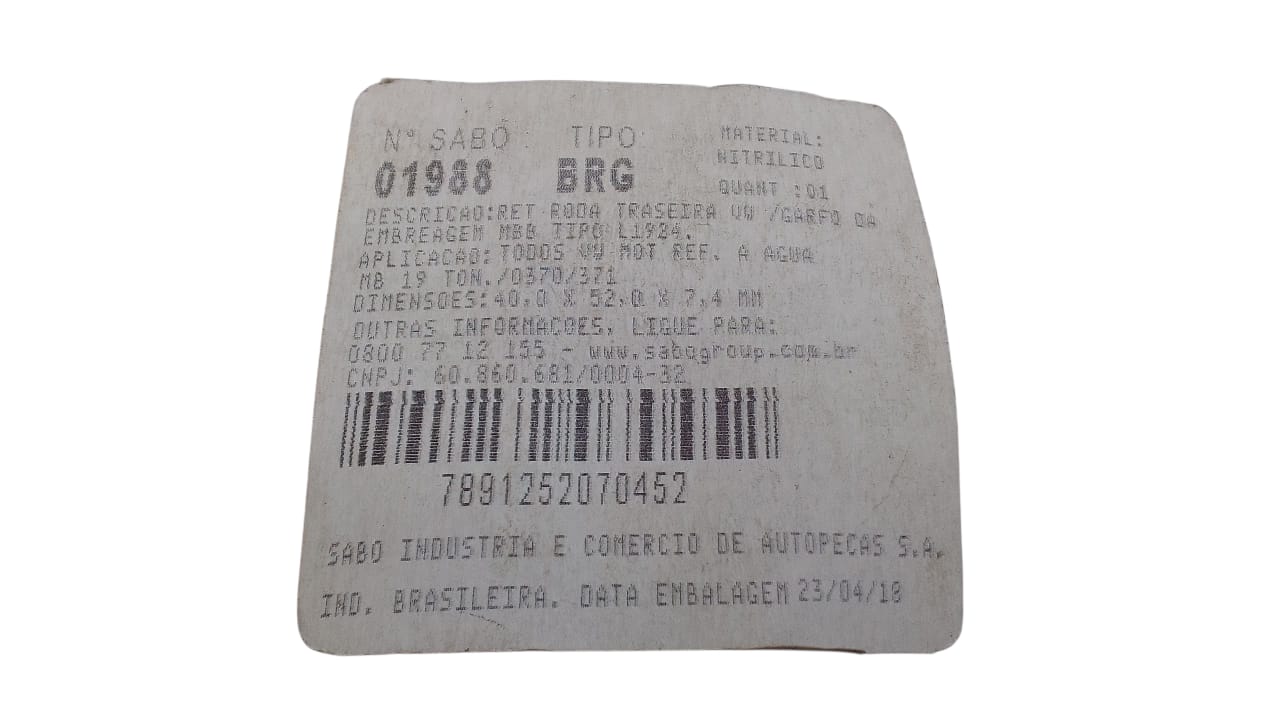 Nº SABÓ TIPO MATERIAL:
01988 BRG NITRILICO
QUANT :01
DESCRICAO:RET RODA TRASEIRA VW /GARFO DA
EMBREAGEM MBB TIPO L1924.
APLICACAO: TODOS VW MOT REF. A AGUA
MB 19 TON./O370/371
DIMENSOES:40,0 X 52,0 X 7,4 MM
OUTRAS INFORMACOES, LIGUE PARA:
0800 77 12 155 - www.sabogroup.com.br
CNPJ: 60.860.681/0004-32
7891252070452
SABO INDUSTRIA E COMERCIO DE AUTOPECAS S.A.
IND. BRASILEIRA. DATA EMBALAGEM 23/04/18